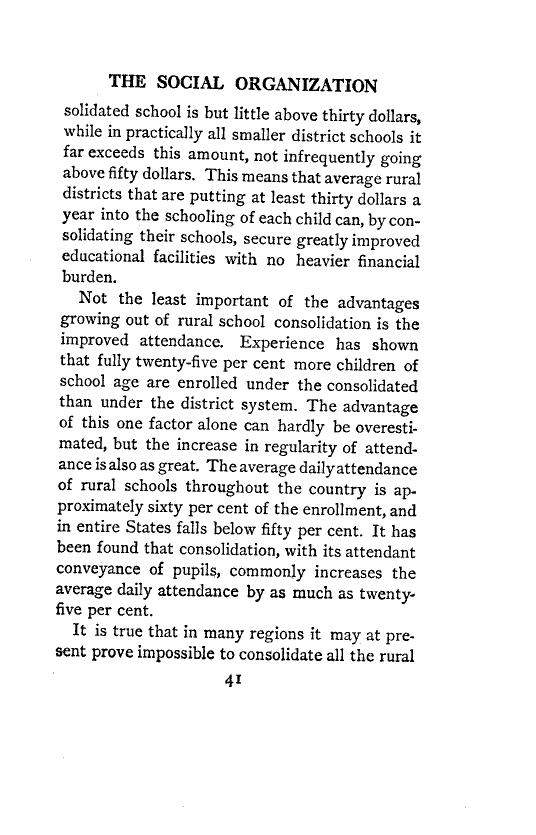 THE SOCIAL ORGANIZATION
solidated school is but little above thirty dollars,
while in practically all smaller district schools it
far exceeds this amount, not infrequently going
above fifty dollars. This means that average rural
districts that are putting at least thirty dollars a
year into the schooling of each child can, by con-
solidating their schools, secure greatly improved
educational facilities with no heavier financial
burden.
Not the least important of the advantages
growing out of rural school consolidation is the
improved attendance. Experience has shown
that fully twenty-five per cent more children of
school age are enrolled under the consolidated
than under the district system. The advantage
of this one factor alone can hardly be overesti-
mated, but the increase in regularity of attend-
ance is also as great. The average daily attendance
of rural schools throughout the country is ap-
proximately sixty per cent of the enrollment, and
in entire States falls below fifty per cent. It has
been found that consolidation, with its attendant
conveyance of pupils, commonly increases the
average daily attendance by as much as twenty-
five per cent.
It is true that in many regions it may at pre-
sent prove impossible to consolidate all the rural
41